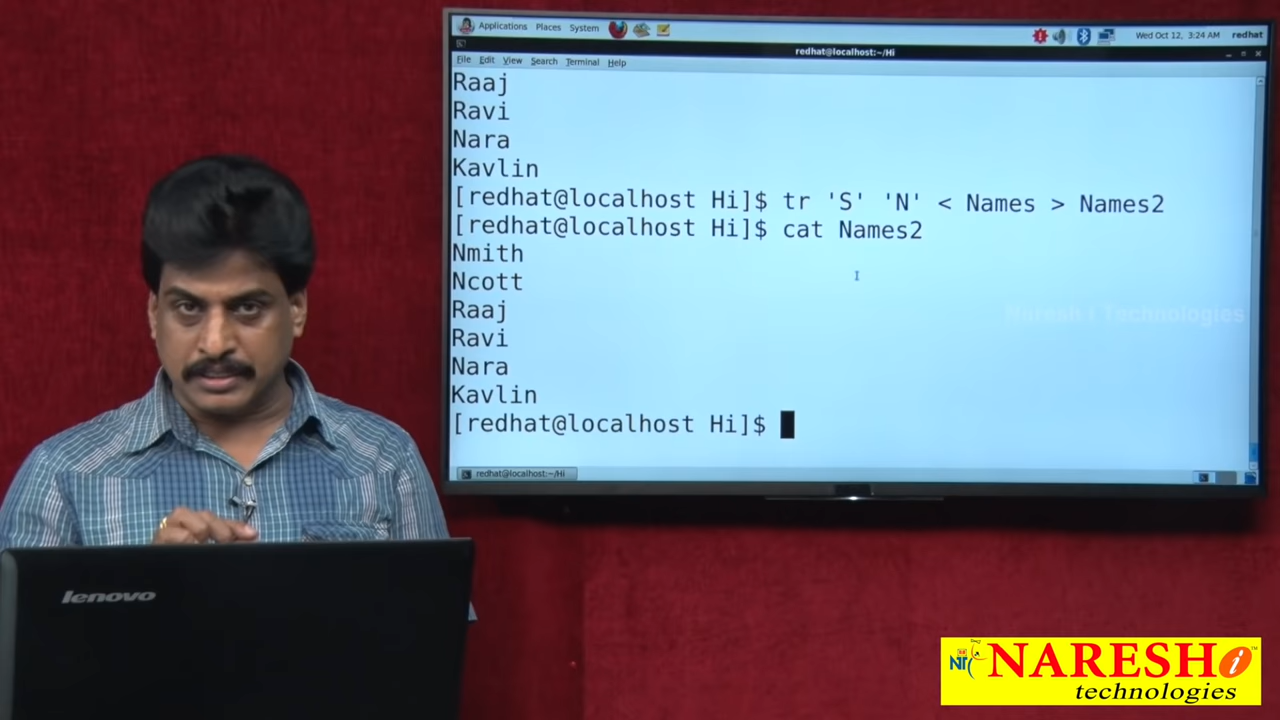 Applications Places System
Wed Oct 12, 3:24 AM redhat
redhat@localhost:~/Hi
File Edit View Search Terminal Help
Raaj
Ravi
Nara
Kavlin
[redhat@localhost Hi]$ tr 'S' 'N' < Names > Names2
[redhat@localhost Hi]$ cat Names2
Nmith
Ncott
Raaj
Ravi
Nara
Kavlin
[redhat@localhost Hi]$
redhat@localhost:~/Hi
Naresh I Technologies
lenovo
NARESH i
technologies